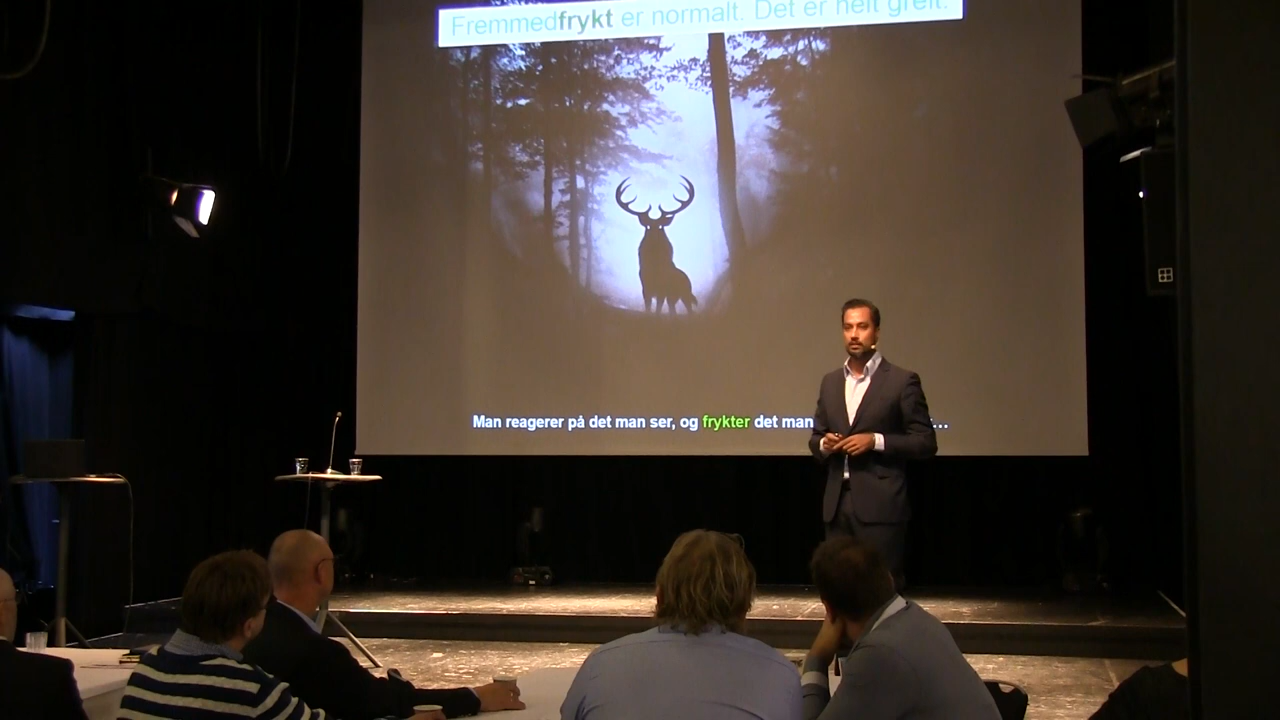 Fremmedfrykt er normalt. Det er helt greit.
Man reagerer på det man ser, og frykter det man ...